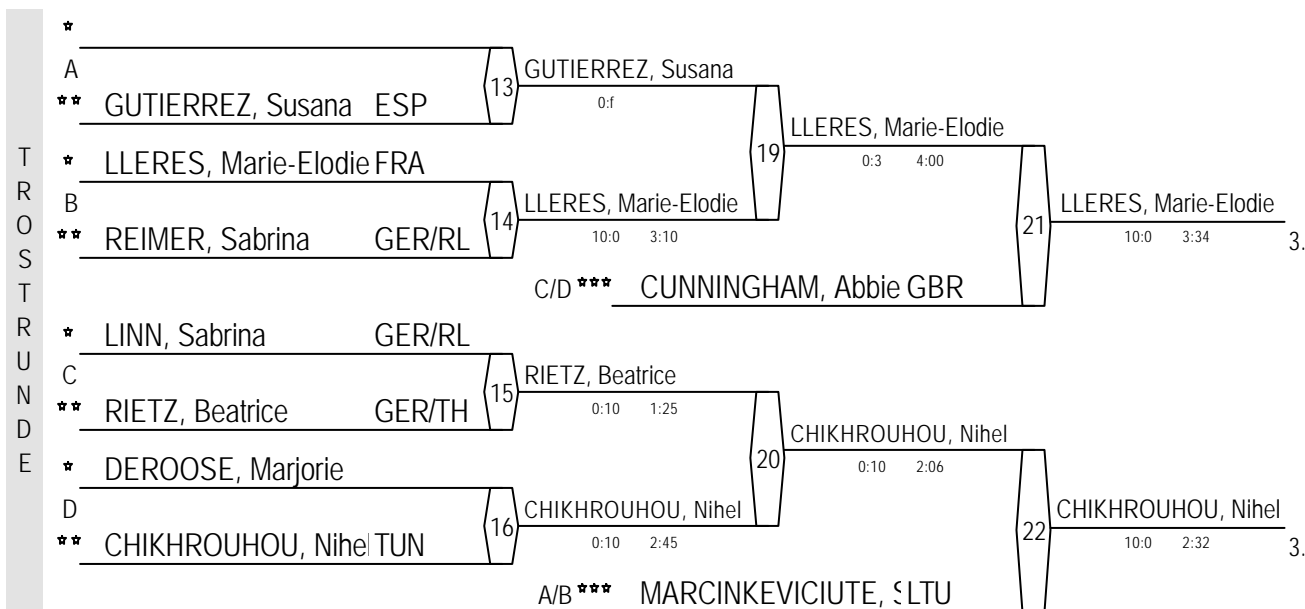 TROSTRUNDE
*
A
** GUTIERREZ, Susana ESP
13
GUTIERREZ, Susana
0:f
* LLERES, Marie-Elodie FRA
B
** REIMER, Sabrina GER/RL
14
LLERES, Marie-Elodie
10:0 3:10
19
LLERES, Marie-Elodie
0:3 4:00
C/D *** CUNNINGHAM, Abbie GBR
21
LLERES, Marie-Elodie
10:0 3:34
3.
* LINN, Sabrina GER/RL
C
** RIETZ, Beatrice GER/TH
15
RIETZ, Beatrice
0:10 1:25
* DEROOSE, Marjorie
D
** CHIKHROUHOU, Nihel TUN
16
CHIKHROUHOU, Nihel
0:10 2:45
20
CHIKHROUHOU, Nihel
0:10 2:06
A/B *** MARCINKEVICIUTE, S LTU
22
CHIKHROUHOU, Nihel
10:0 2:32
3.